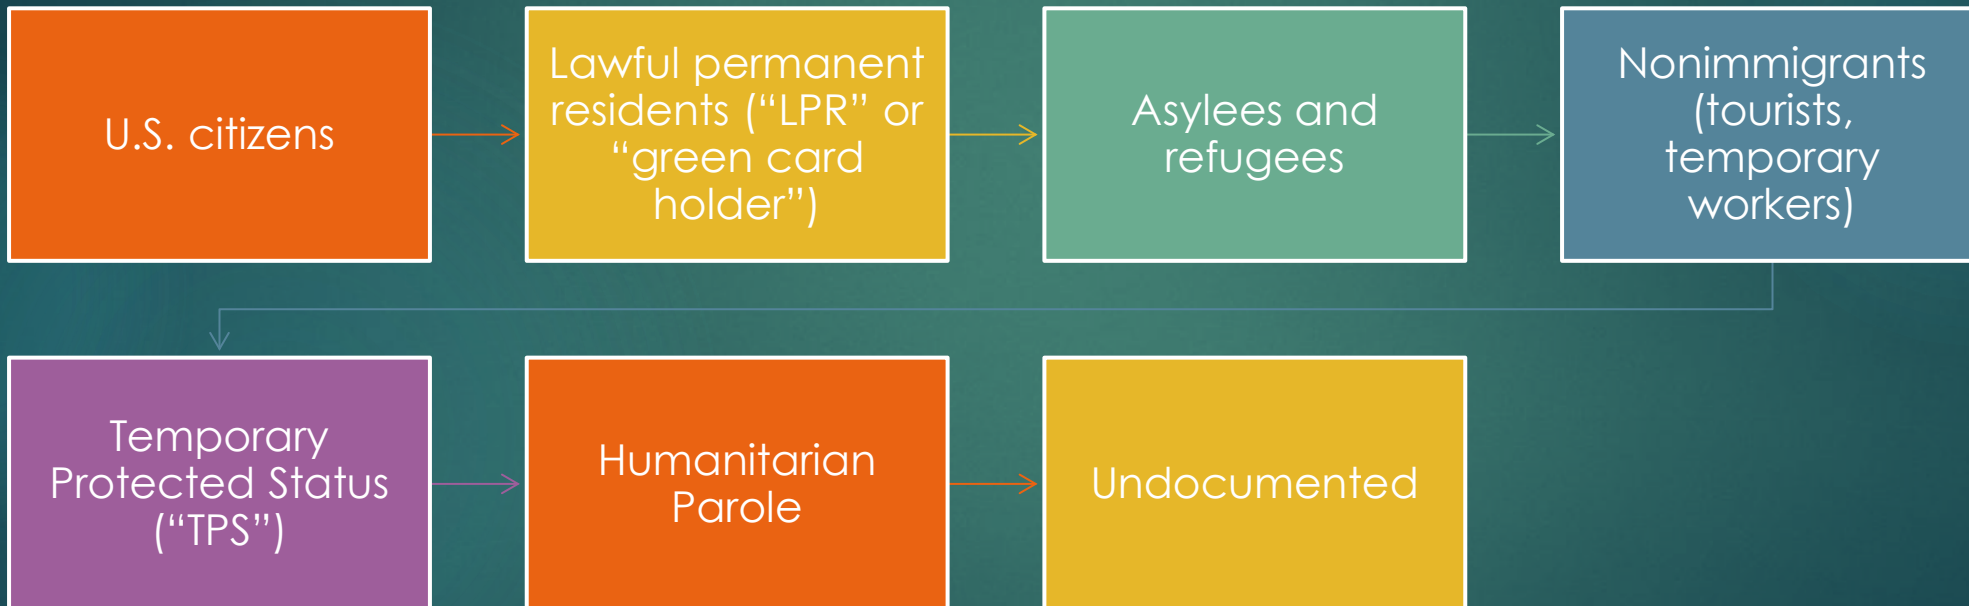 U.S. citizens
Lawful permanent
residents (“LPR” or
“green card
holder”)
Asylees and
refugees
Nonimmigrants
(tourists,
temporary
workers)
Temporary
Protected Status
(“TPS”)
Humanitarian
Parole
Undocumented